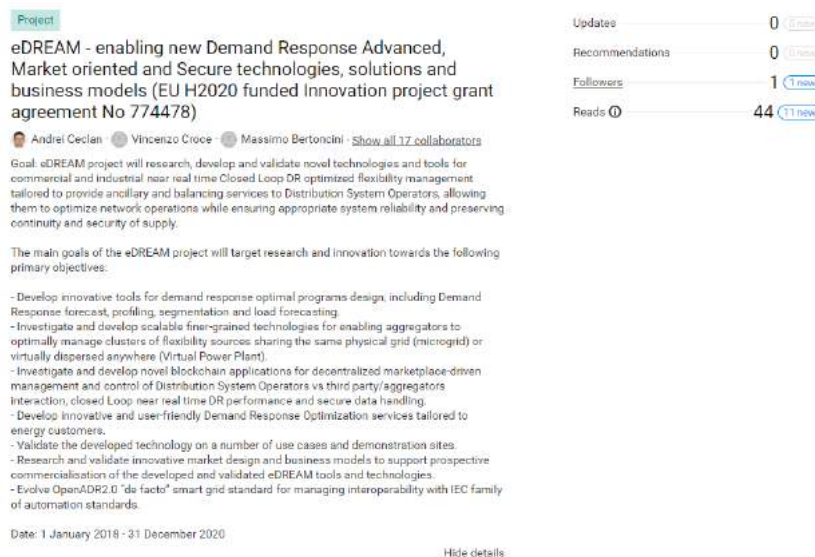 Project
eDREAM - enabling new Demand Response Advanced,
Market oriented and Secure technologies, solutions and
business models (EU H2020 funded Innovation project grant
agreement No 774478)
Andrei Ceclan · Vincenzo Croce · Massimo Bertoncini · Show all 17 collaborators
Goal: eDREAM project will research, develop and validate novel technologies and tools for
commercial and industrial near real time Closed Loop DR optimized flexibility management
tailored to provide ancillary and balancing services to Distribution System Operators, allowing
them to optimize network operations while ensuring appropriate system reliability and preserving
continuity and security of supply.
The main goals of the eDREAM project will target research and innovation towards the following
primary objectives:
- Develop innovative tools for demand response optimal programs design, including Demand
Response forecast, profiling, segmentation and load forecasting.
- Investigate and develop scalable finer-grained technologies for enabling aggregators to
optimally manage clusters of flexibility sources sharing the same physical grid (microgrid) or
virtually dispersed anywhere (Virtual Power Plant).
- Investigate and develop novel blockchain applications for decentralized marketplace-driven
management and control of Distribution System Operators vs third party/aggregators
interaction, closed Loop near real time DR performance and secure data handling.
- Develop innovative and user-friendly Demand Response Optimization services tailored to
energy customers.
- Validate the developed technology on a number of use cases and demonstration sites.
- Research and validate innovative market design and business models to support prospective
commercialisation of the developed and validated eDREAM tools and technologies.
- Evolve OpenADR2.0 "de facto" smart grid standard for managing interoperability with IEC family
of automation standards.
Date: 1 January 2018 - 31 December 2020
Hide details
Updates 0 0 new
Recommendations 0 0 new
Followers 1 1 new
Reads 44 11 new